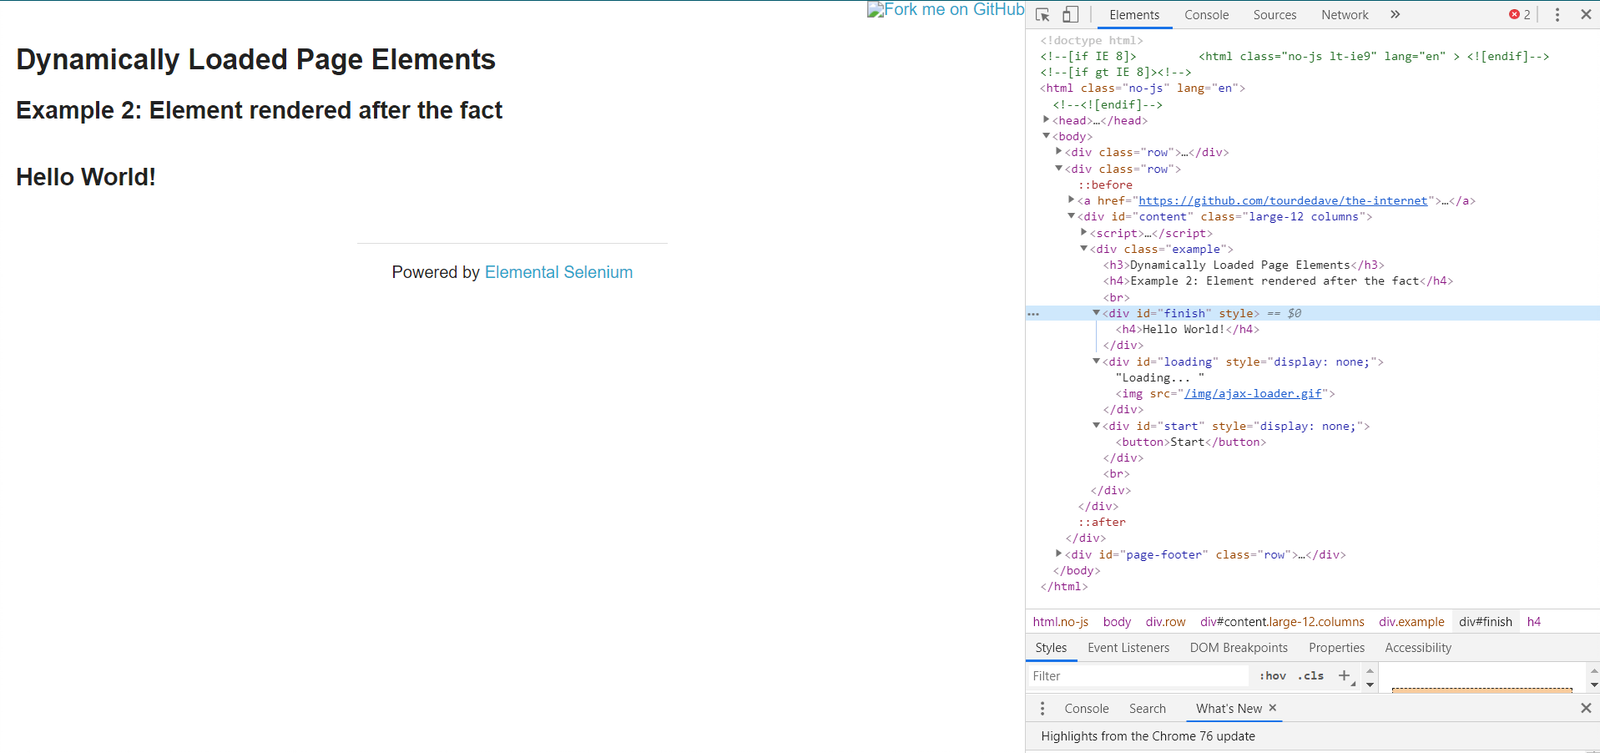 Fork me on GitHub
Dynamically Loaded Page Elements
Example 2: Element rendered after the fact
Hello World!
Powered by Elemental Selenium
Elements Console Sources Network » 2
<!doctype html>
<!--[if IE 8]> <html class="no-js lt-ie9" lang="en" > <![endif]-->
<!--[if gt IE 8]><!-->
<html class="no-js" lang="en">
<!--<![endif]-->
<head>…</head>
<body>
<div class="row">…</div>
<div class="row">
::before
<a href="https://github.com/tourdedave/the-internet">…</a>
<div id="content" class="large-12 columns">
<script>…</script>
<div class="example">
<h3>Dynamically Loaded Page Elements</h3>
<h4>Example 2: Element rendered after the fact</h4>
<br>
<div id="finish" style> == $0
<h4>Hello World!</h4>
</div>
<div id="loading" style="display: none;">
"Loading... "
<img src="/img/ajax-loader.gif">
</div>
<div id="start" style="display: none;">
<button>Start</button>
</div>
<br>
</div>
</div>
::after
</div>
<div id="page-footer" class="row">…</div>
</body>
</html>
html.no-js body div.row div#content.large-12.columns div.example div#finish h4
Styles Event Listeners DOM Breakpoints Properties Accessibility
Filter :hov .cls +
Console Search What's New ×
Highlights from the Chrome 76 update